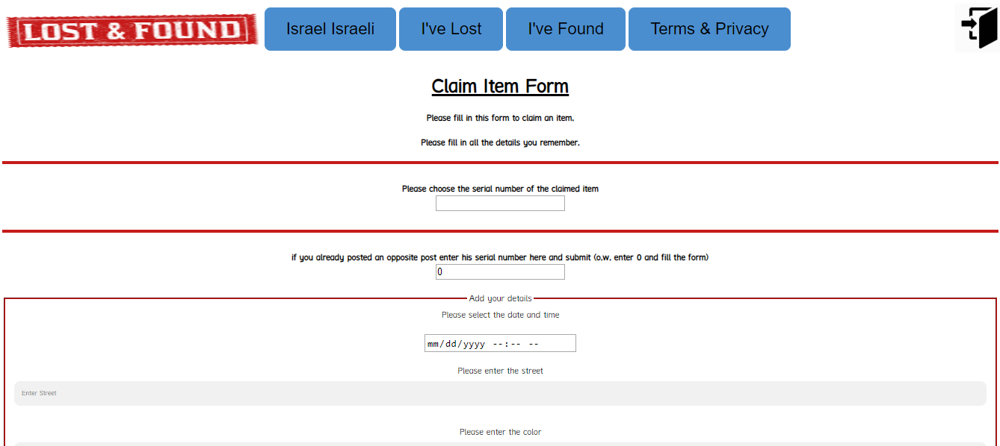 LOST & FOUND
Israel Israeli
I've Lost
I've Found
Terms & Privacy
Claim Item Form
Please fill in this form to claim an item.
Please fill in all the details you remember.
Please choose the serial number of the claimed item
if you already posted an opposite post enter his serial number here and submit (o.w. enter 0 and fill the form)
0
Add your details
Please select the date and time
mm/dd/yyyy --:-- --
Please enter the street
Enter Street
Please enter the color